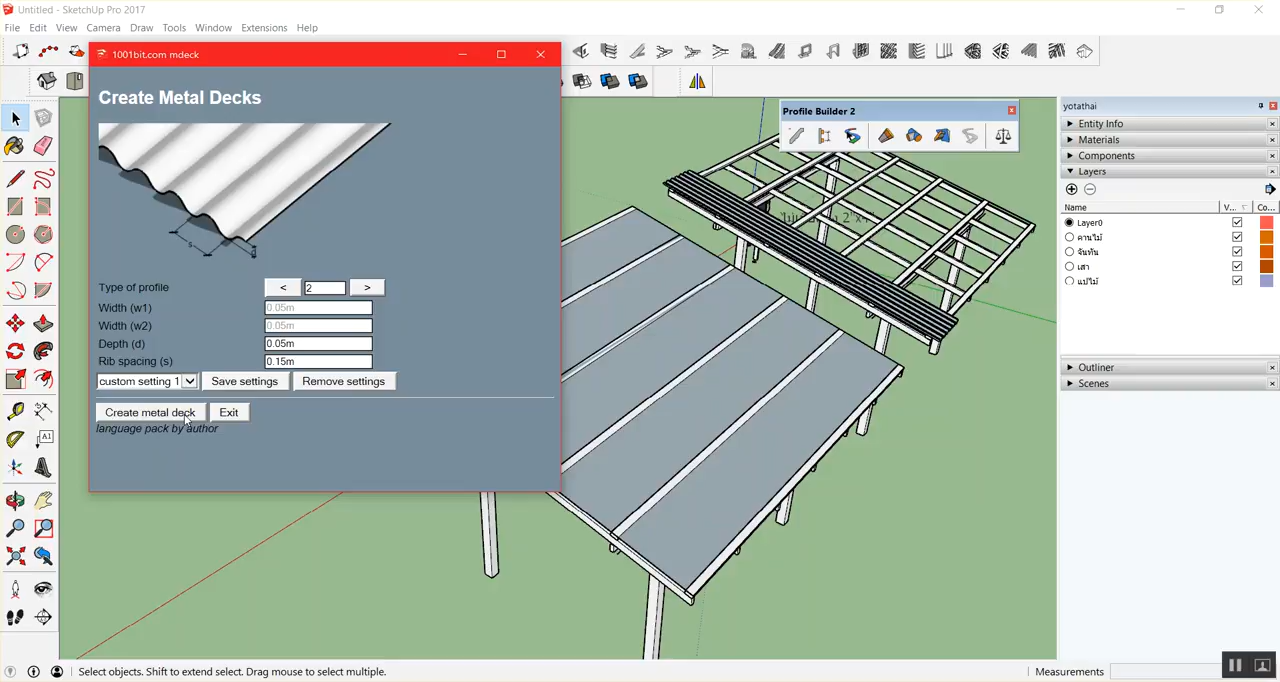 Untitled - SketchUp Pro 2017
File Edit View Camera Draw Tools Window Extensions Help
1001bit.com mdeck
Create Metal Decks
s
d
Type of profile < 2 >
Width (w1) 0.05m
Width (w2) 0.05m
Depth (d) 0.05m
Rib spacing (s) 0.15m
custom setting 1 Save settings Remove settings
Create metal deck Exit
language pack by author
Profile Builder 2
yotathai
Entity Info
Materials
Components
Layers
Name V... Co...
Layer0
คานไม้
จันทัน
เสา
แปไม้
Outliner
Scenes
A1
Select objects. Shift to extend select. Drag mouse to select multiple.
Measurements